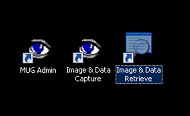 MUG Admin
Image & Data
Capture
Image & Data
Retrieve